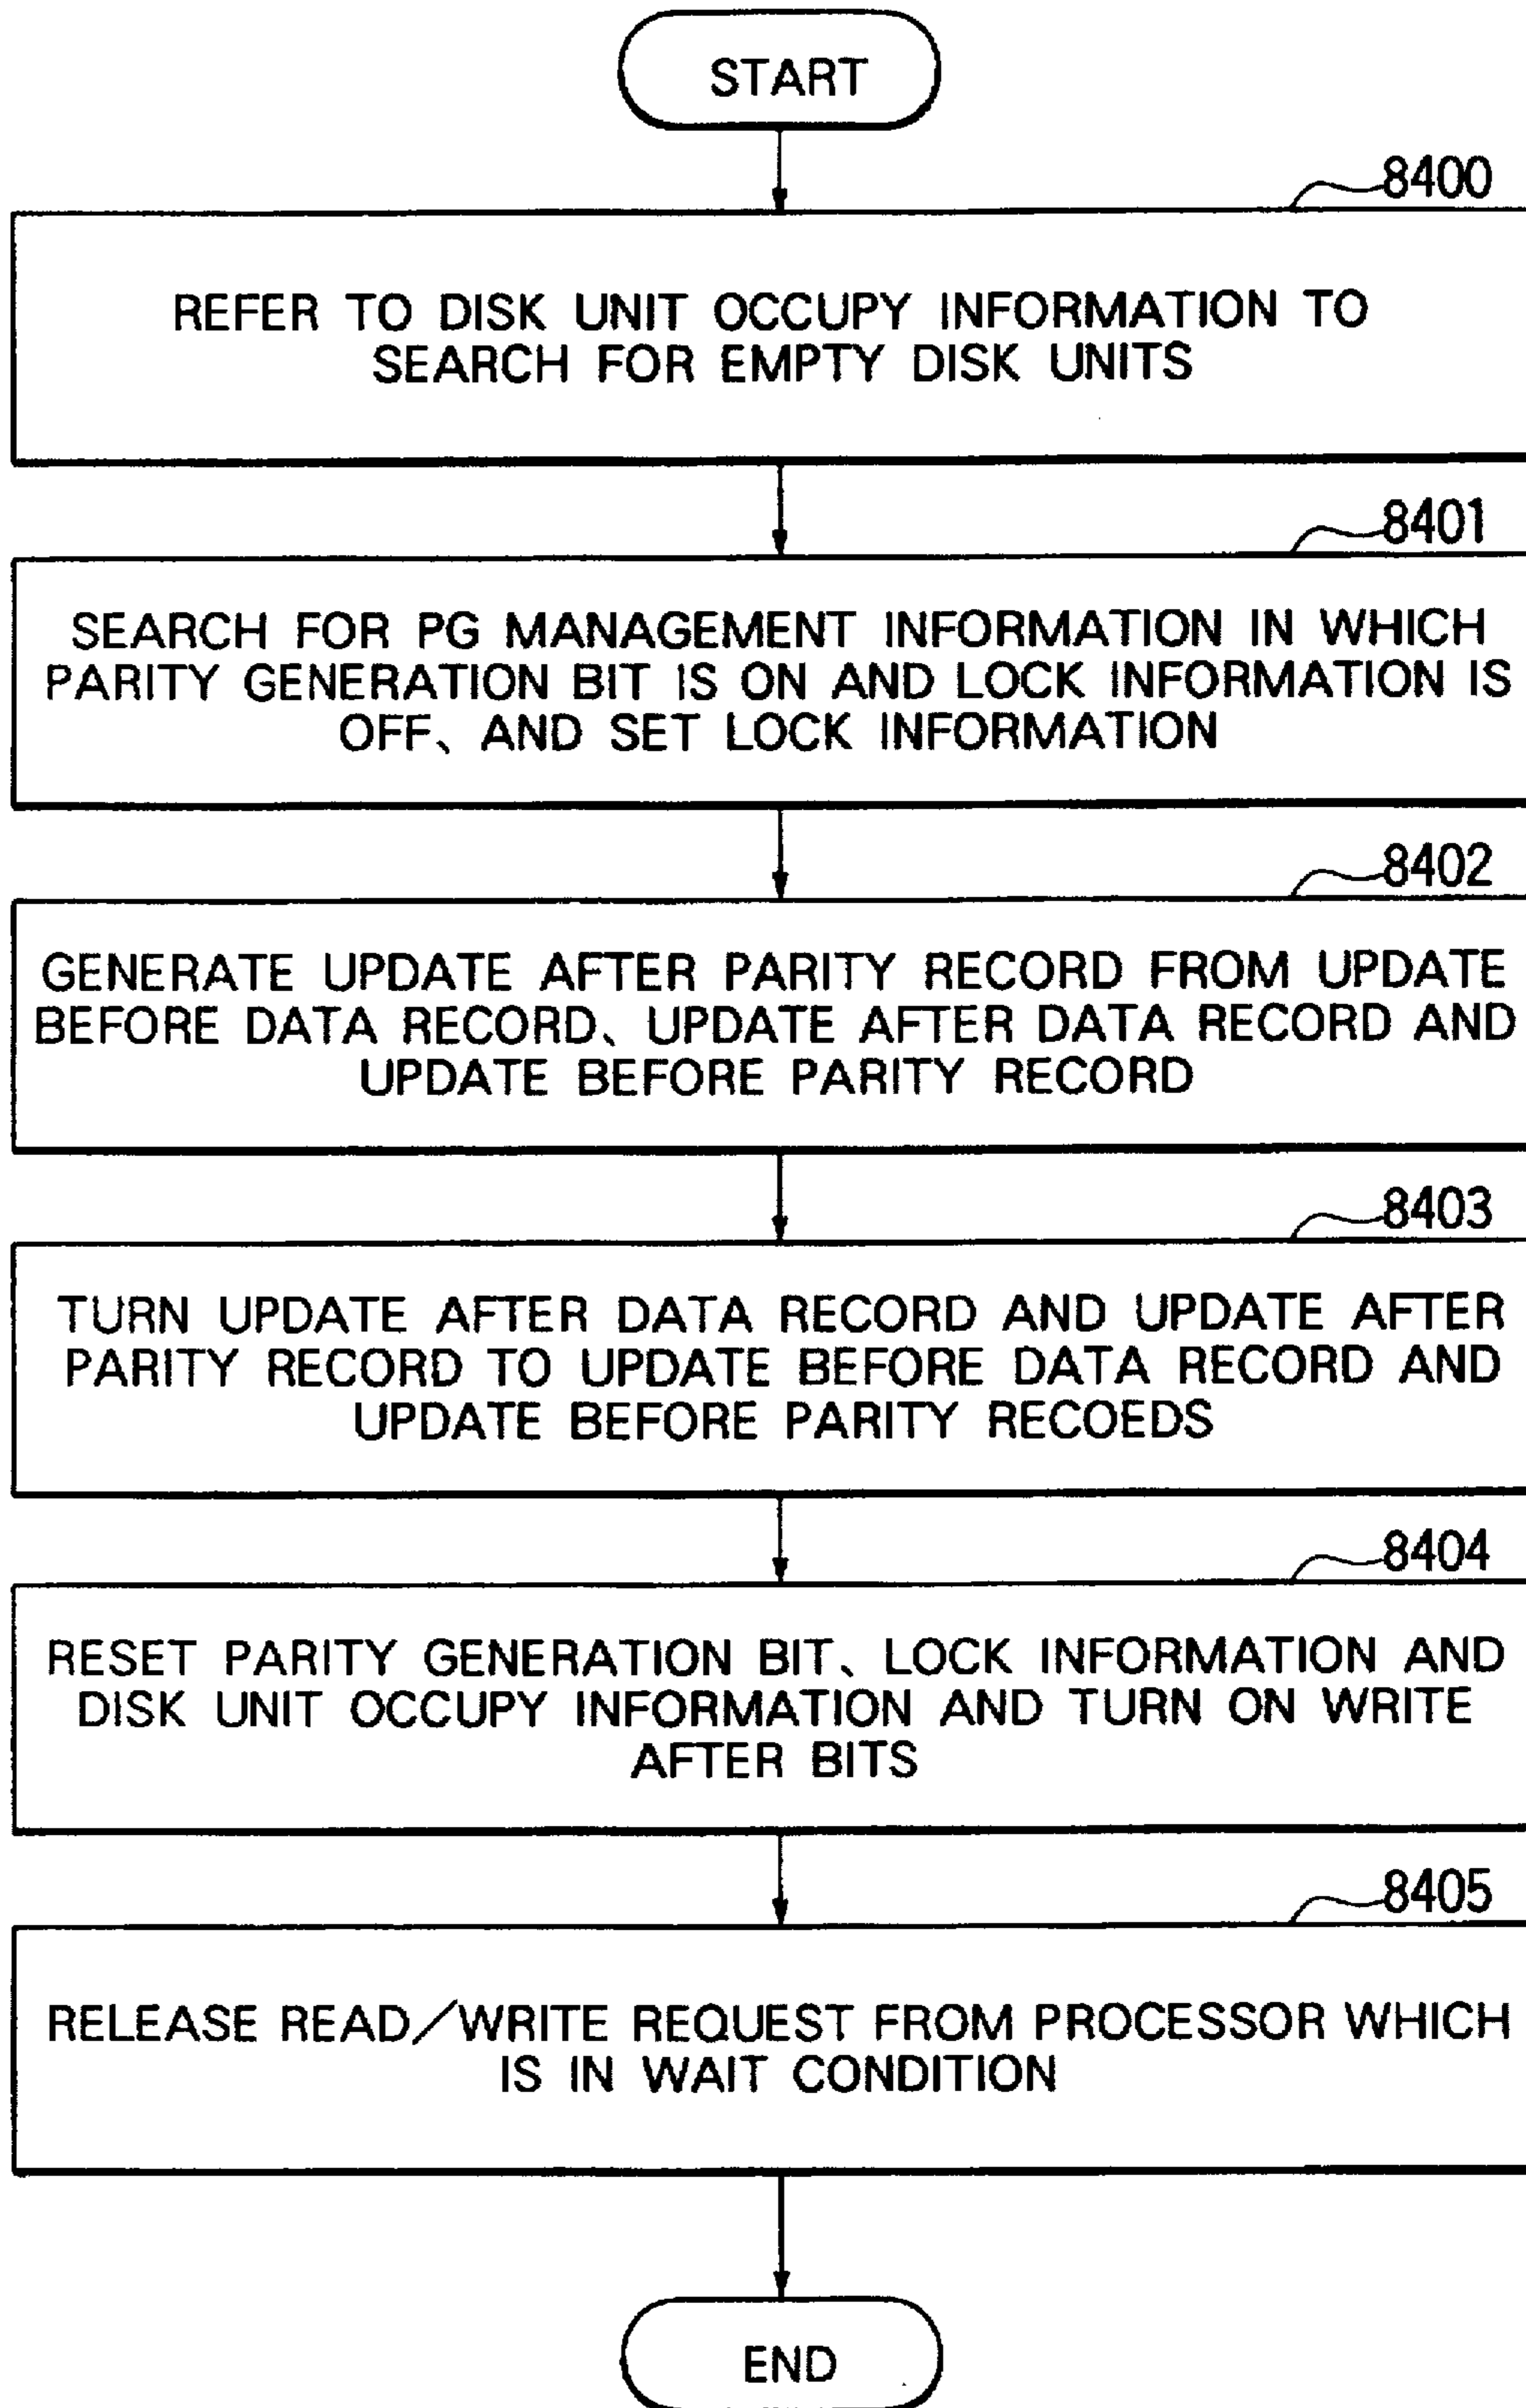 START
8400
REFER TO DISK UNIT OCCUPY INFORMATION TO
SEARCH FOR EMPTY DISK UNITS
8401
SEARCH FOR PG MANAGEMENT INFORMATION IN WHICH
PARITY GENERATION BIT IS ON AND LOCK INFORMATION IS
OFF、AND SET LOCK INFORMATION
8402
GENERATE UPDATE AFTER PARITY RECORD FROM UPDATE
BEFORE DATA RECORD、UPDATE AFTER DATA RECORD AND
UPDATE BEFORE PARITY RECORD
8403
TURN UPDATE AFTER DATA RECORD AND UPDATE AFTER
PARITY RECORD TO UPDATE BEFORE DATA RECORD AND
UPDATE BEFORE PARITY RECOEDS
8404
RESET PARITY GENERATION BIT、LOCK INFORMATION AND
DISK UNIT OCCUPY INFORMATION AND TURN ON WRITE
AFTER BITS
8405
RELEASE READ/WRITE REQUEST FROM PROCESSOR WHICH
IS IN WAIT CONDITION
END